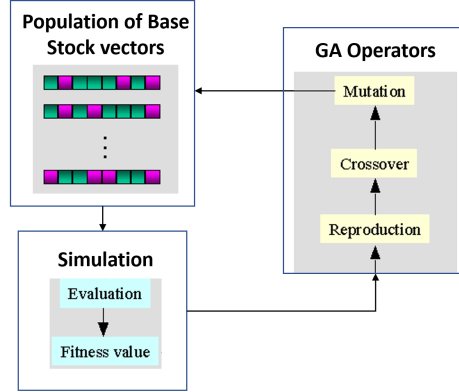 Population of Base
Stock vectors
GA Operators
Mutation
Crossover
Reproduction
Simulation
Evaluation
Fitness value